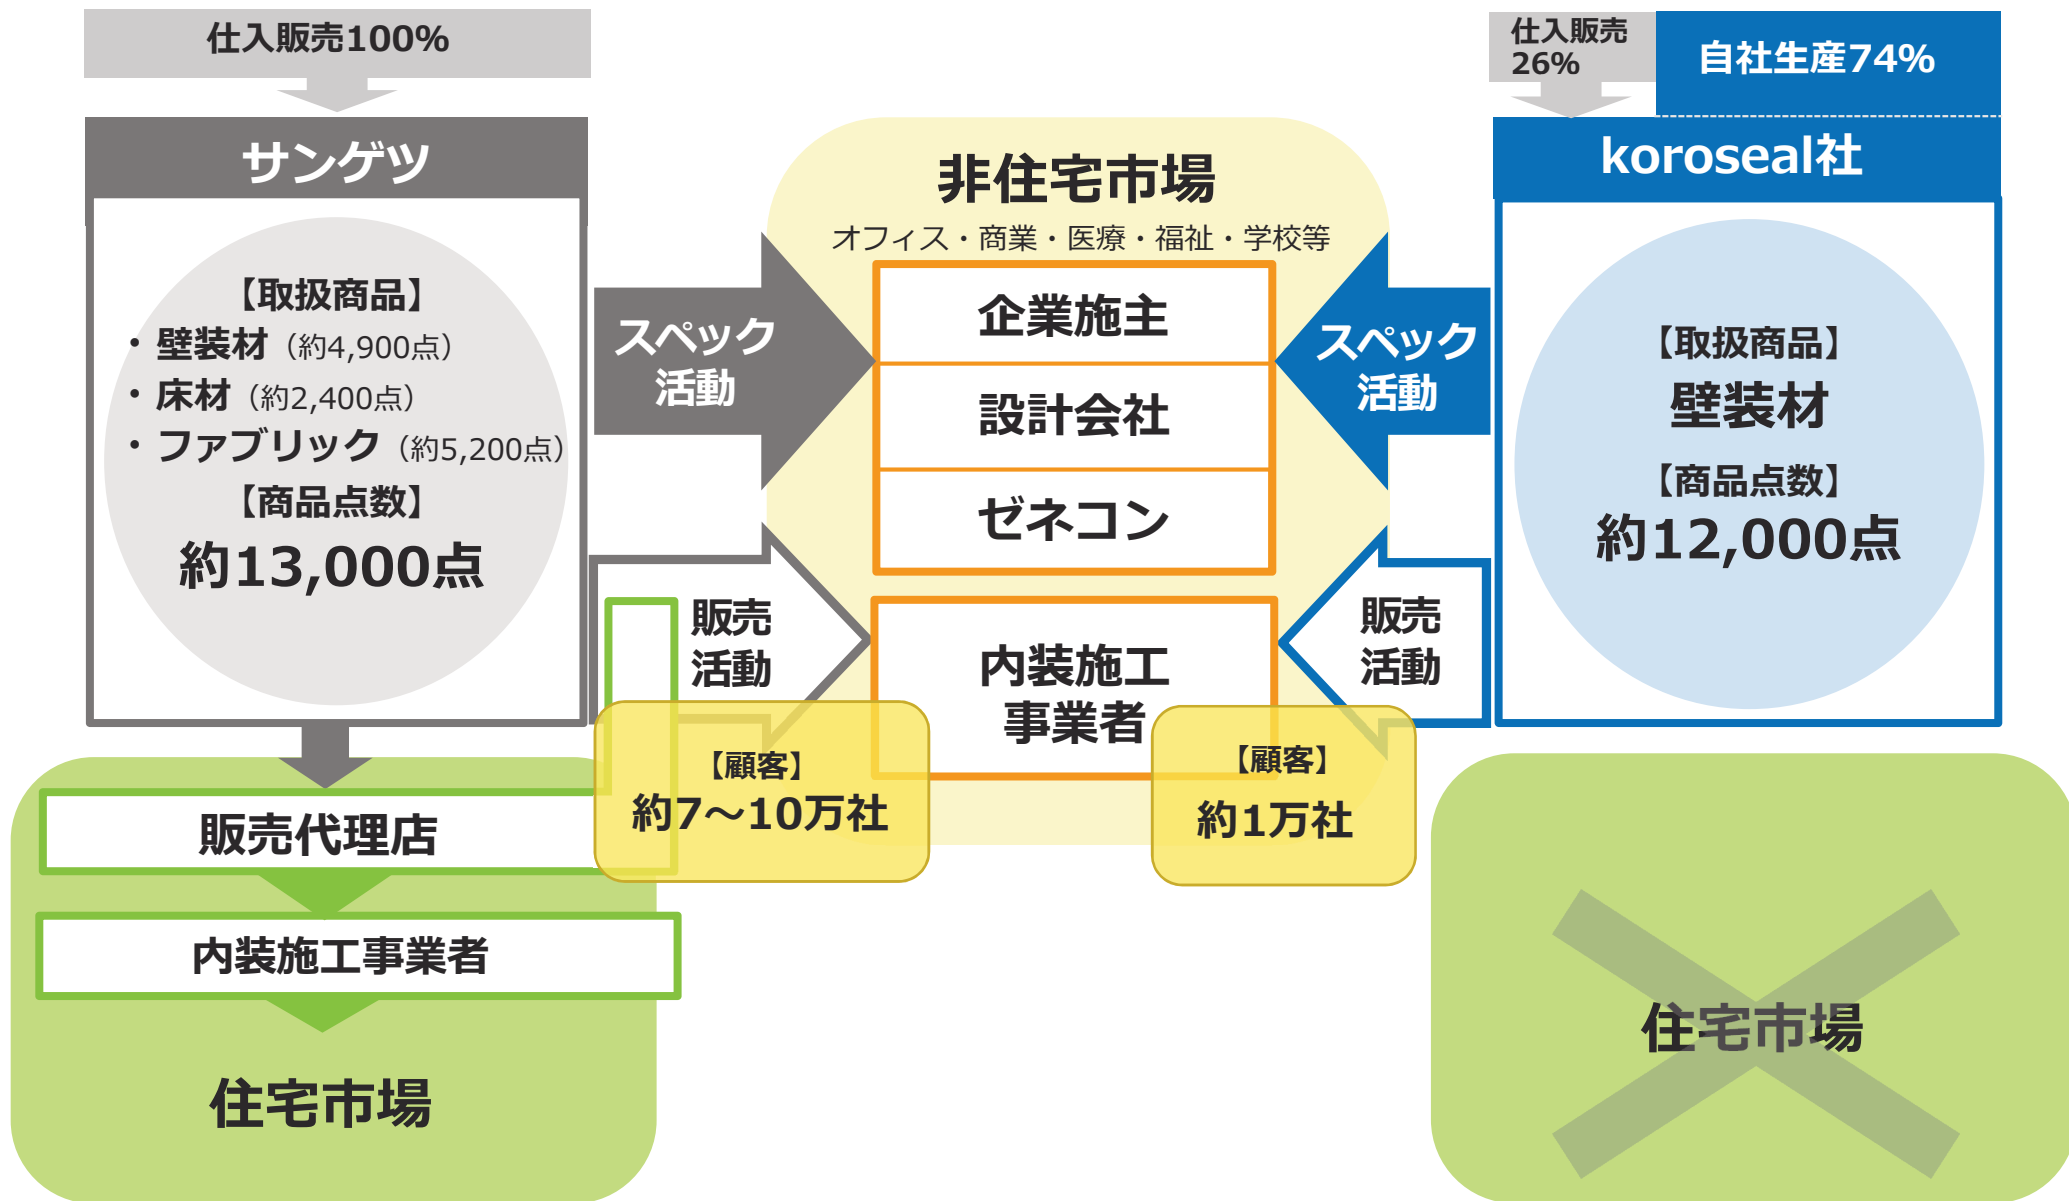 仕入販売100%
サンゲツ
【取扱商品】
・壁装材（約4,900点）
・床材（約2,400点）
・ファブリック（約5,200点）
【商品点数】
約13,000点
スペック
活動
販売
活動
【顧客】
約7～10万社
販売代理店
内装施工事業者
住宅市場
非住宅市場
オフィス・商業・医療・福祉・学校等
企業施主
設計会社
ゼネコン
内装施工
事業者
仕入販売
26%
自社生産74%
koroseal社
【取扱商品】
壁装材
【商品点数】
約12,000点
スペック
活動
販売
活動
【顧客】
約1万社
住宅市場